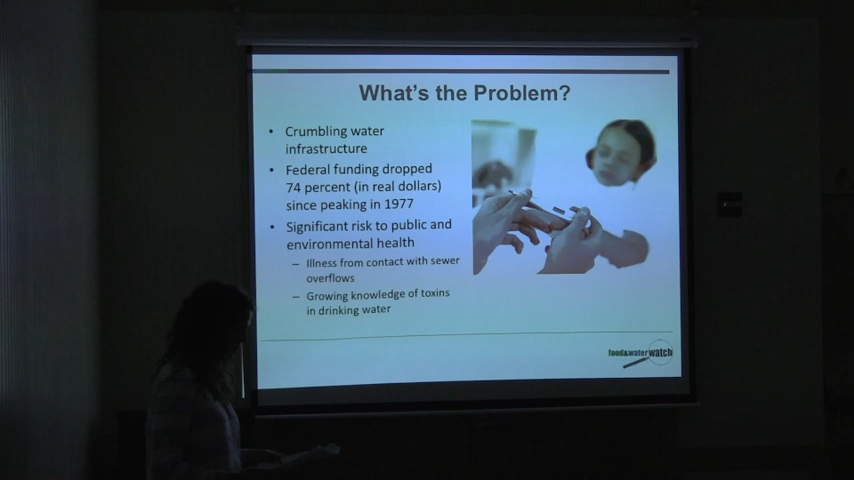 What's the Problem?
• Crumbling water
infrastructure
• Federal funding dropped
74 percent (in real dollars)
since peaking in 1977
• Significant risk to public and
environmental health
– Illness from contact with sewer
overflows
– Growing knowledge of toxins
in drinking water
food&waterwatch